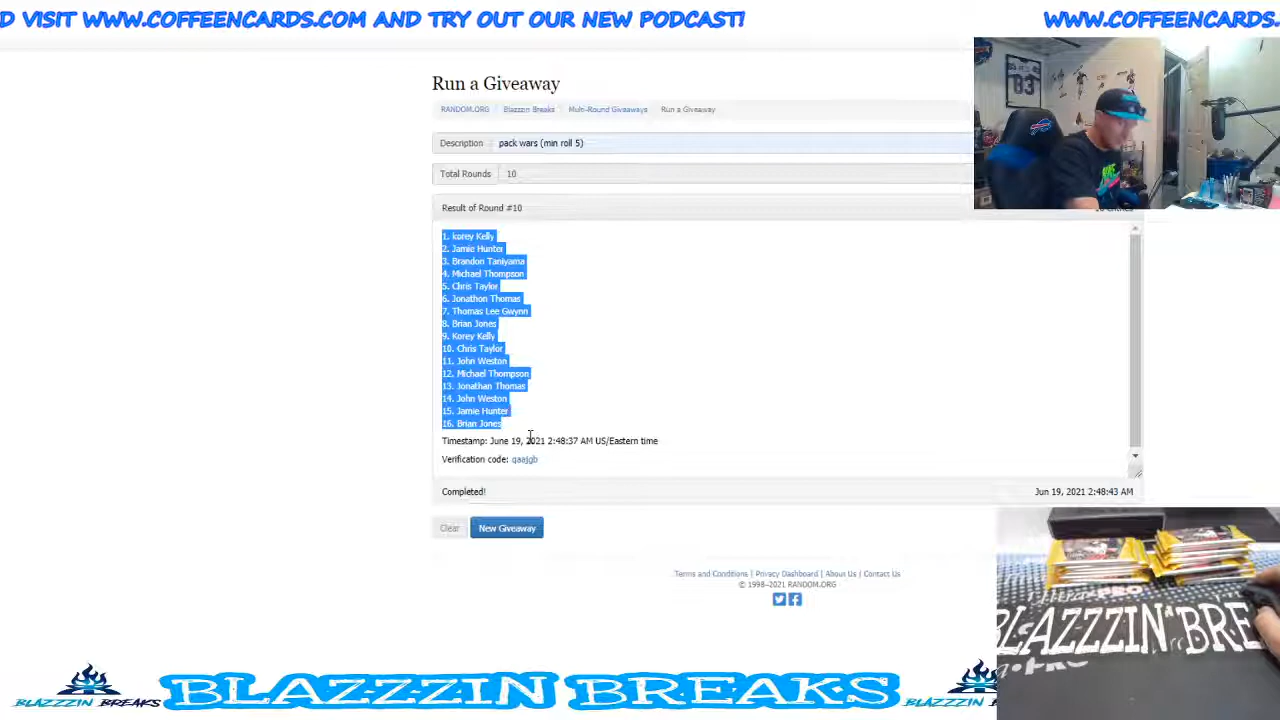 D VISIT WWW.COFFEENCARDS.COM AND TRY OUT OUR NEW PODCAST!
WWW.COFFEENCARDS.
Run a Giveaway
RANDOM.ORG Blazzin Breaks Multi-Round Giveaways Run a Giveaway
Description pack wars (min roll 5)
Total Rounds 10
Result of Round #10
1. korey Kelly
2. Jamie Hunter
3. Brandon Taniyama
4. Michael Thompson
5. Chris Taylor
6. Jonathon Thomas
7. Thomas Lee Gwynn
8. Brian Jones
9. Korey Kelly
10. Chris Taylor
11. John Weston
12. Michael Thompson
13. Jonathan Thomas
14. John Weston
15. Jamie Hunter
16. Brian Jones
Timestamp: June 19, 2021 2:48:37 AM US/Eastern time
Verification code: qaajgb
Completed! Jun 19, 2021 2:48:43 AM
Clear New Giveaway
Terms and Conditions | Privacy Dashboard | About Us | Contact Us
© 1998–2021 RANDOM.ORG
83
BLAZZZIN BRE
BLAZZZIN BREAKS
BLAZZZIN BREAKS
BLAZZZIN BREAKS